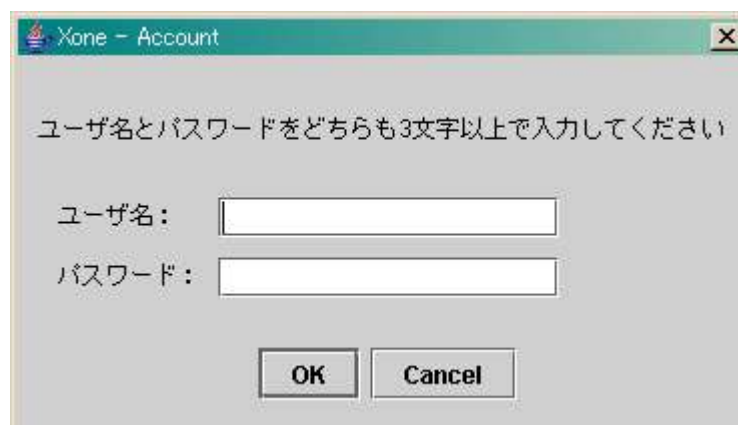 Xone - Account
ユーザ名とパスワードをどちらも3文字以上で入力してください
ユーザ名：
パスワード：
OK Cancel